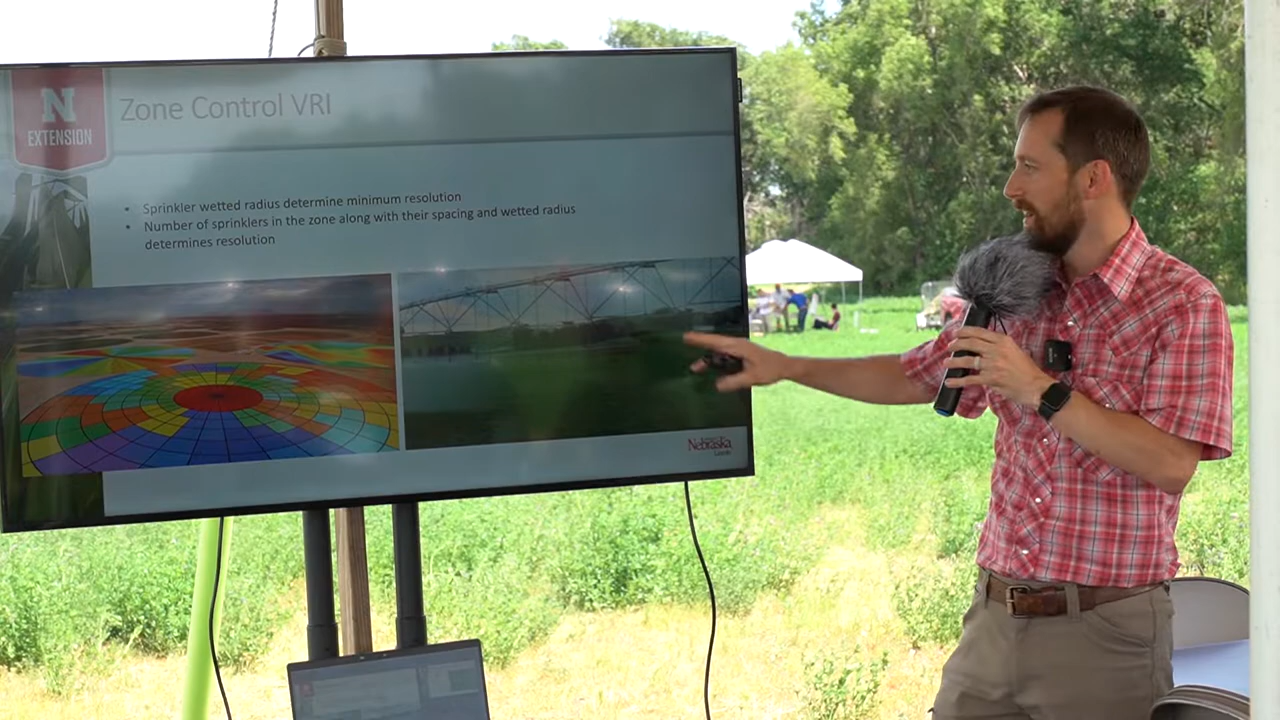 N
EXTENSION
Zone Control VRI
• Sprinkler wetted radius determine minimum resolution
• Number of sprinklers in the zone along with their spacing and wetted radius
determines resolution
Nebraska
Lincoln